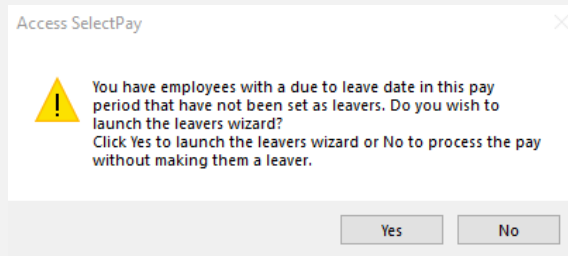 Access SelectPay
You have employees with a due to leave date in this pay
period that have not been set as leavers. Do you wish to
launch the leavers wizard?
Click Yes to launch the leavers wizard or No to process the pay
without making them a leaver.
Yes No